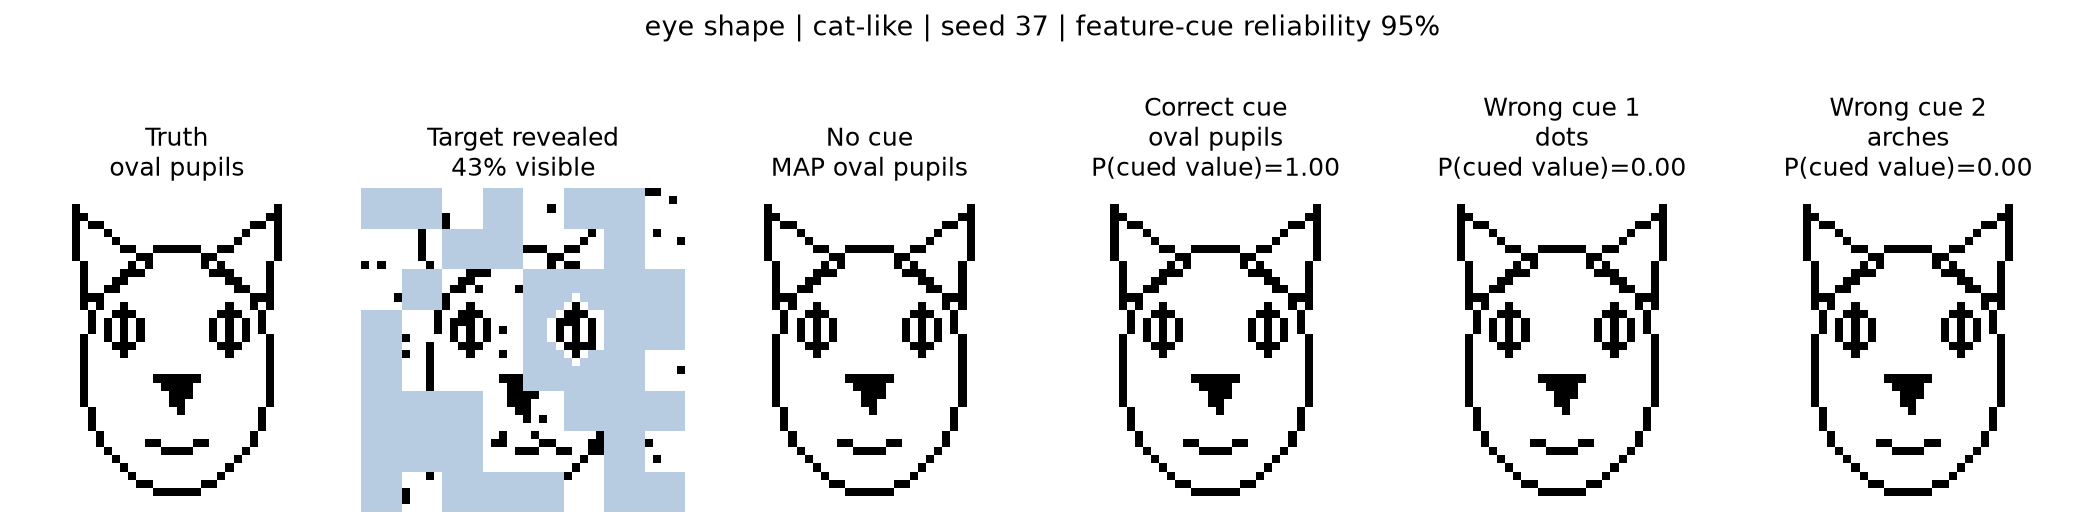 eye shape | cat-like | seed 37 | feature-cue reliability 95%
Truth
oval pupils
Target revealed
43% visible
No cue
MAP oval pupils
Correct cue
oval pupils
P(cued value)=1.00
Wrong cue 1
dots
P(cued value)=0.00
Wrong cue 2
arches
P(cued value)=0.00